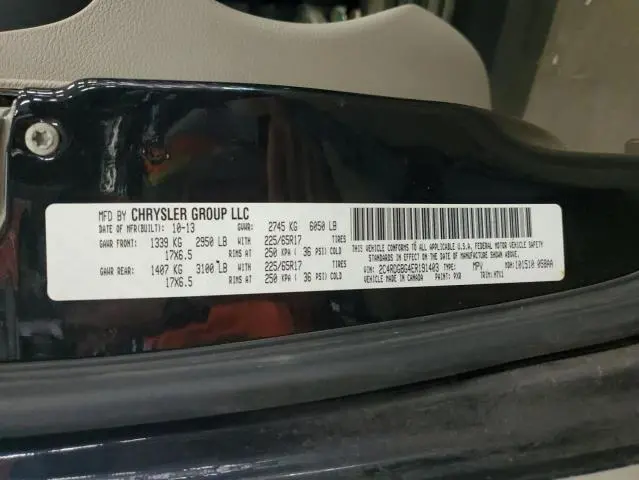 MFD BY CHRYSLER GROUP LLC
DATE OF MFR(BUILT): 10-13 GVWR: 2745 KG 6050 LB
GAWR FRONT: 1339 KG 2950 LB WITH 225/65R17 TIRES
17X6.5 RIMS AT 250 KPA ( 36 PSI) COLD
GAWR REAR: 1407 KG 3100 LB WITH 225/65R17 TIRES
17X6.5 RIMS AT 250 KPA ( 36 PSI) COLD
THIS VEHICLE CONFORMS TO ALL APPLICABLE U.S.A. FEDERAL MOTOR VEHICLE SAFETY
STANDARDS IN EFFECT ON THE DATE OF MANUFACTURE SHOWN ABOVE.
VIN: 2C4RDGBG4ER191403 TYPE: MPV MDH: 101510 058AA
VEHICLE MADE IN CANADA PAINT: PXR TRIM: